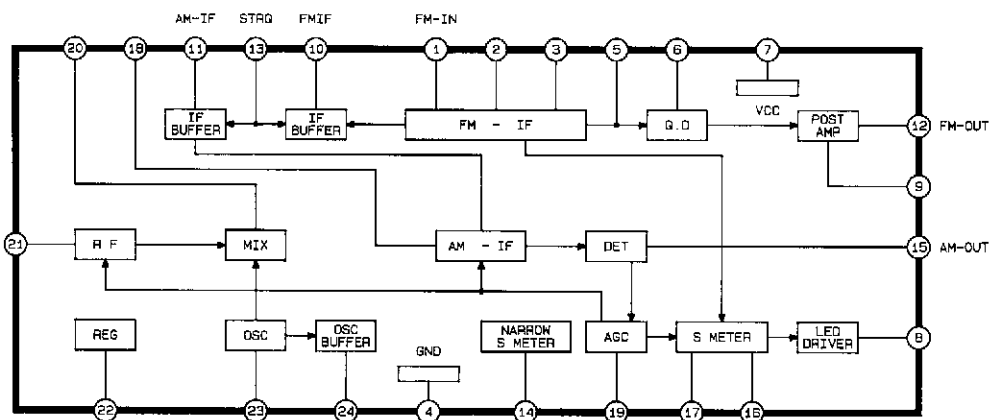 AM-IF STRQ FMIF FM-IN
20 18 11 13 10 1 2 3 5 6 7
IF BUFFER
IF BUFFER
FM - IF
Q.D
VCC
POST AMP
12 FM-OUT
9
21
R F
MIX
AM - IF
DET
15 AM-OUT
REG
OSC
OSC BUFFER
GND
NARROW S METER
AGC
S METER
LED DRIVER
8
22 23 24 4 14 19 17 16